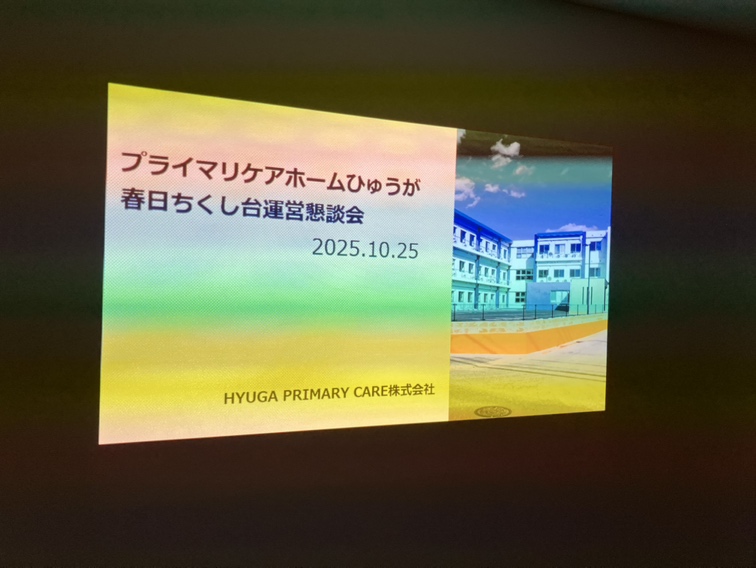 プライマリケアホームひゅうが
春日ちくし台運営懇談会
2025.10.25
HYUGA PRIMARY CARE株式会社